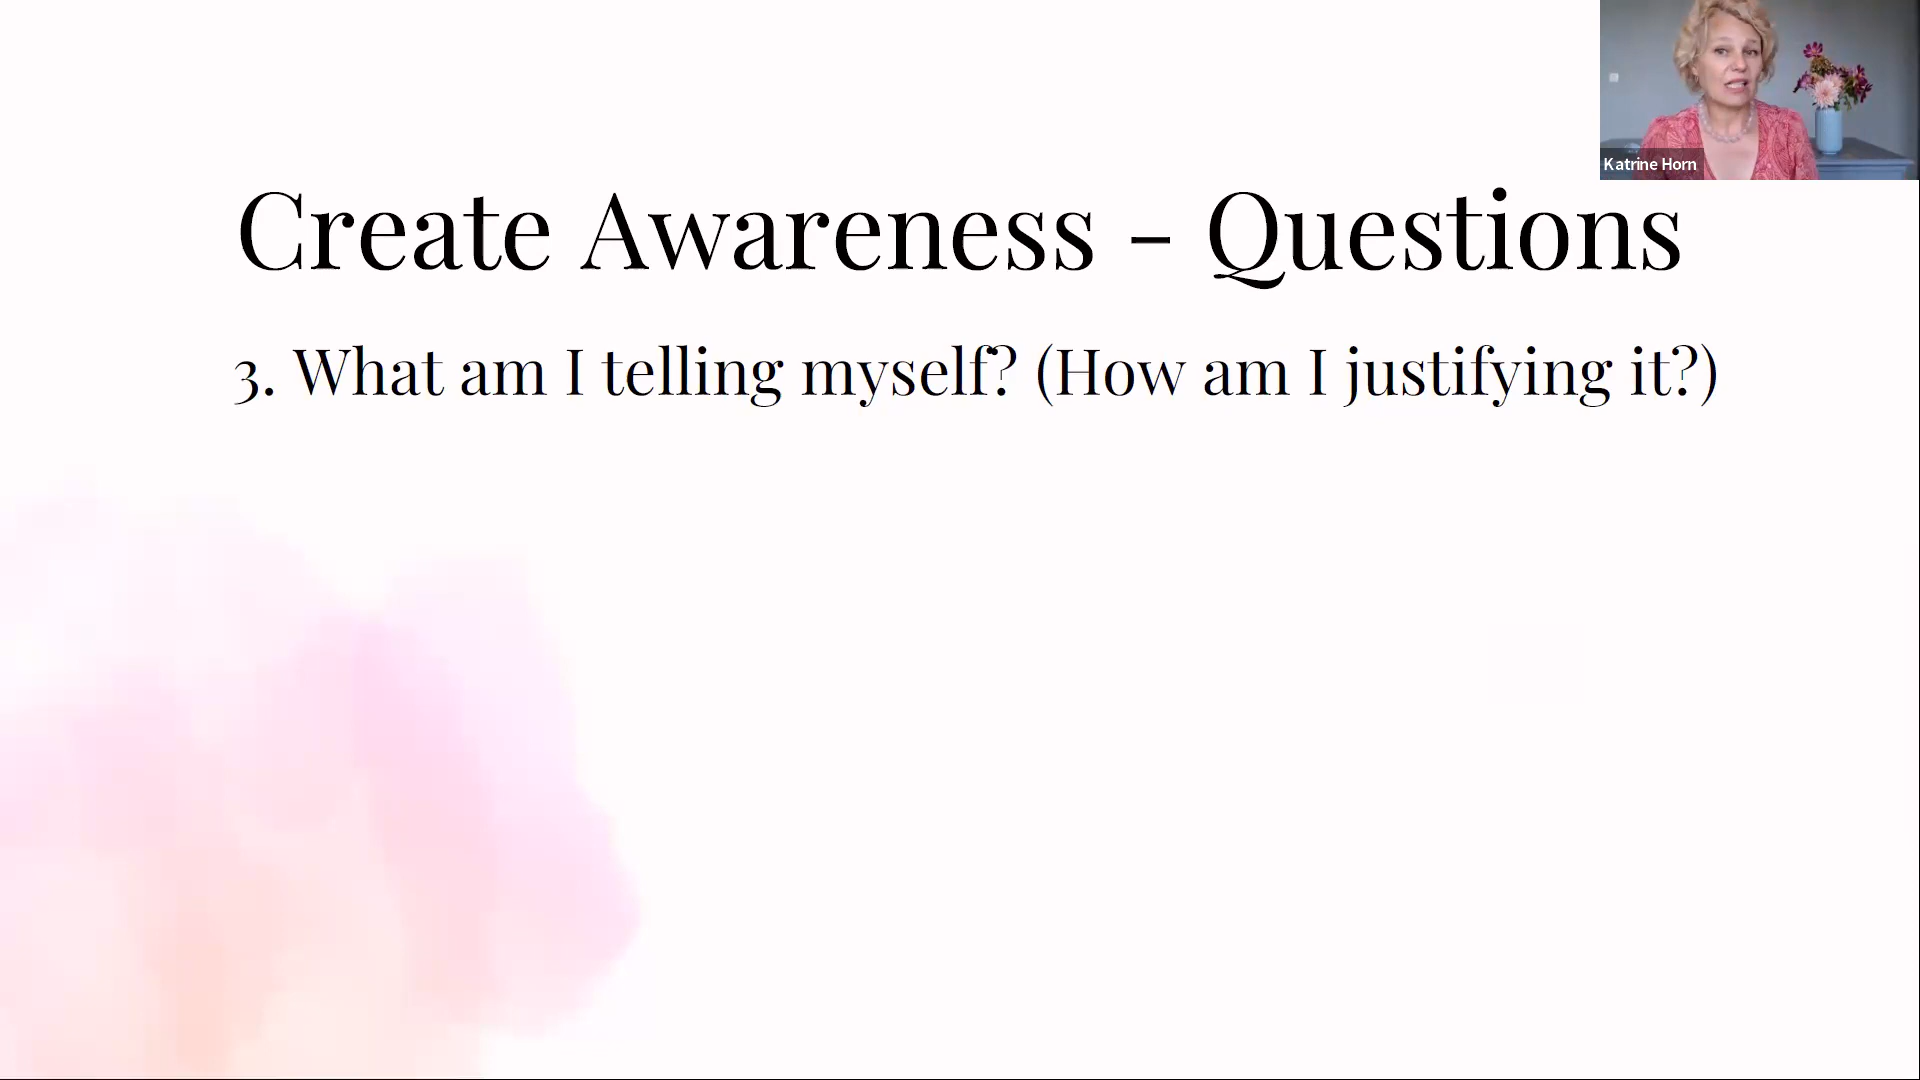 Katrine Horn
Create Awareness - Questions
3. What am I telling myself? (How am I justifying it?)